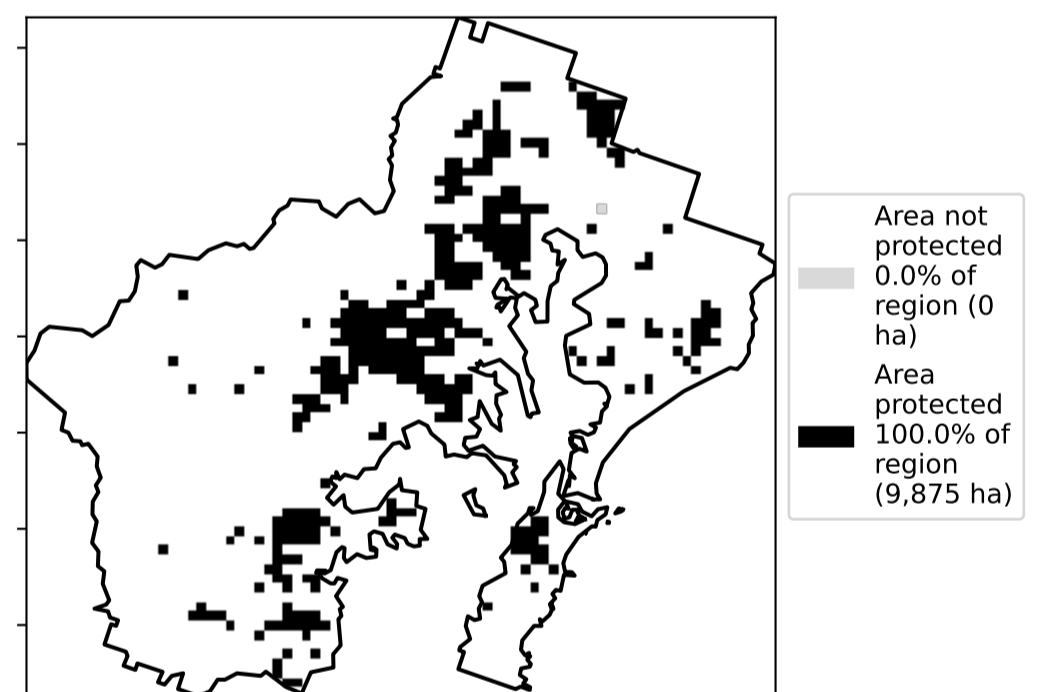 Area not
protected
0.0% of
region (0
ha)
Area
protected
100.0% of
region
(9,875 ha)